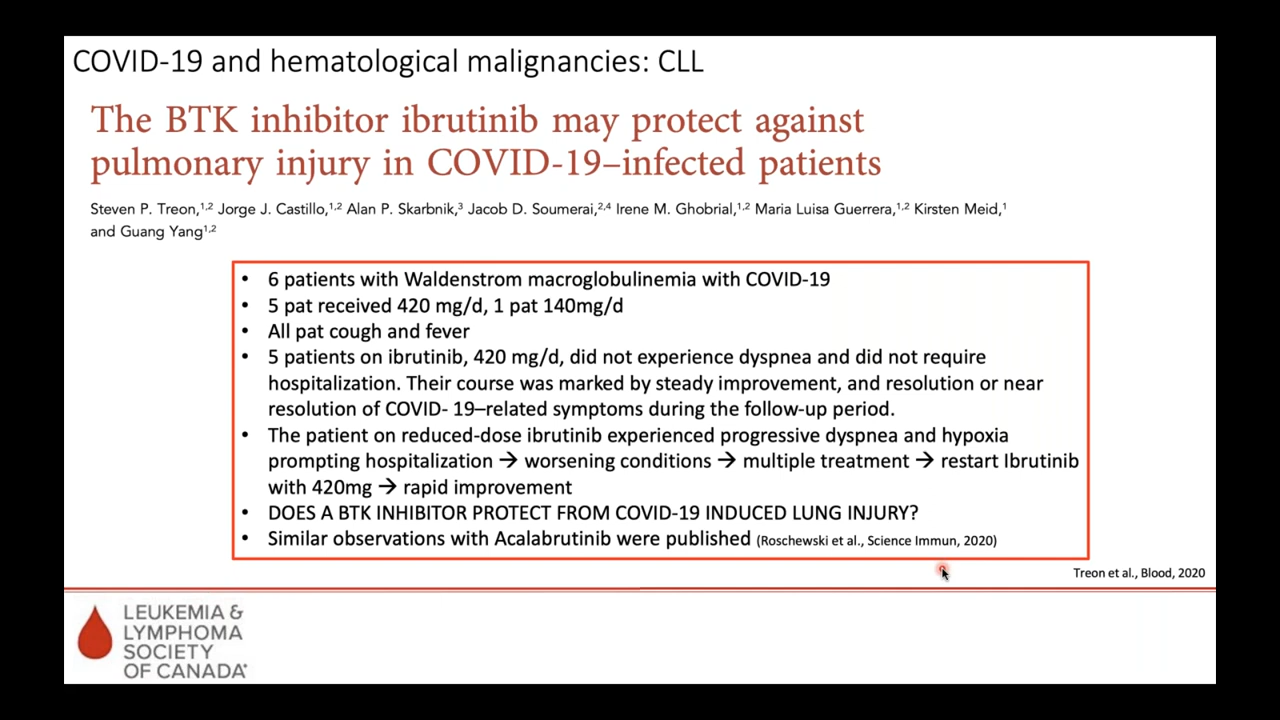 COVID-19 and hematological malignancies: CLL
The BTK inhibitor ibrutinib may protect against
pulmonary injury in COVID-19–infected patients
Steven P. Treon,1,2 Jorge J. Castillo,1,2 Alan P. Skarbnik,3 Jacob D. Soumerai,2,4 Irene M. Ghobrial,1,2 Maria Luisa Guerrera,1,2 Kirsten Meid,1
and Guang Yang1,2
• 6 patients with Waldenstrom macroglobulinemia with COVID-19
• 5 pat received 420 mg/d, 1 pat 140mg/d
• All pat cough and fever
• 5 patients on ibrutinib, 420 mg/d, did not experience dyspnea and did not require
hospitalization. Their course was marked by steady improvement, and resolution or near
resolution of COVID- 19–related symptoms during the follow-up period.
• The patient on reduced-dose ibrutinib experienced progressive dyspnea and hypoxia
prompting hospitalization → worsening conditions → multiple treatment → restart Ibrutinib
with 420mg → rapid improvement
• DOES A BTK INHIBITOR PROTECT FROM COVID-19 INDUCED LUNG INJURY?
• Similar observations with Acalabrutinib were published (Roschewski et al., Science Immun, 2020)
Treon et al., Blood, 2020
LEUKEMIA &
LYMPHOMA
SOCIETY
OF CANADA